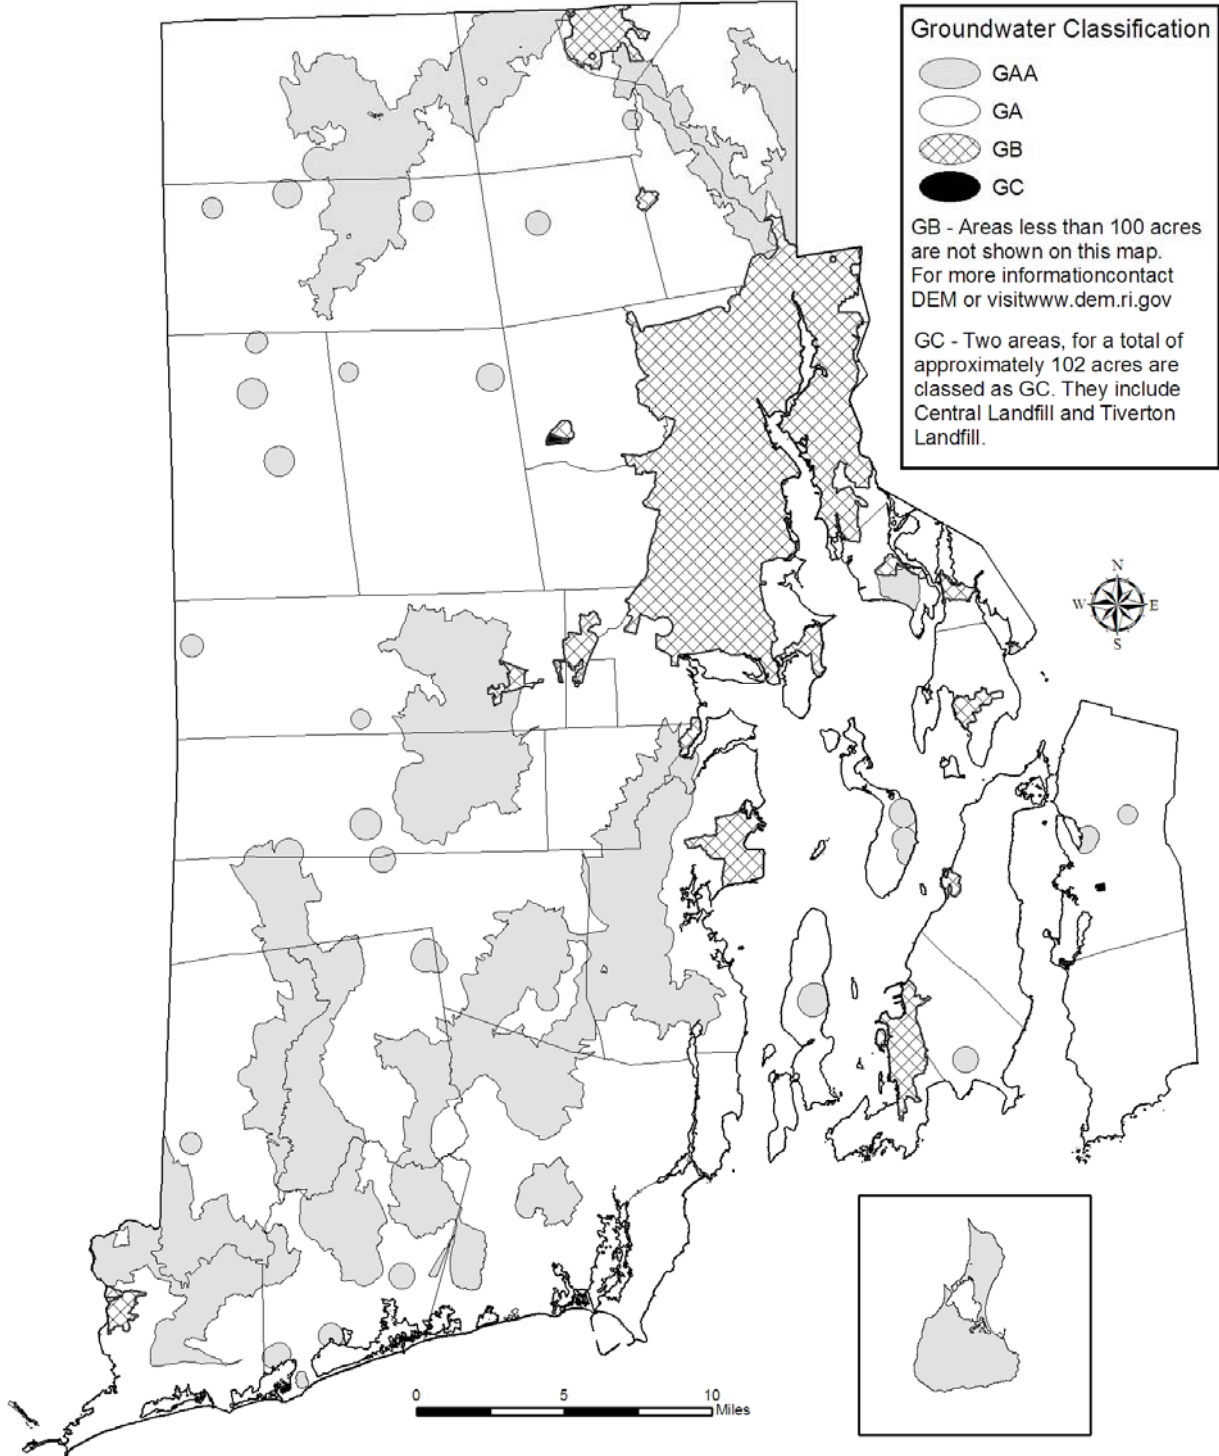 Groundwater Classification
GAA
GA
GB
GC
GB - Areas less than 100 acres
are not shown on this map.
For more informationcontact
DEM or visitwww.dem.ri.gov
GC - Two areas, for a total of
approximately 102 acres are
classed as GC. They include
Central Landfill and Tiverton
Landfill.
N
W E
S
0 5 10
Miles